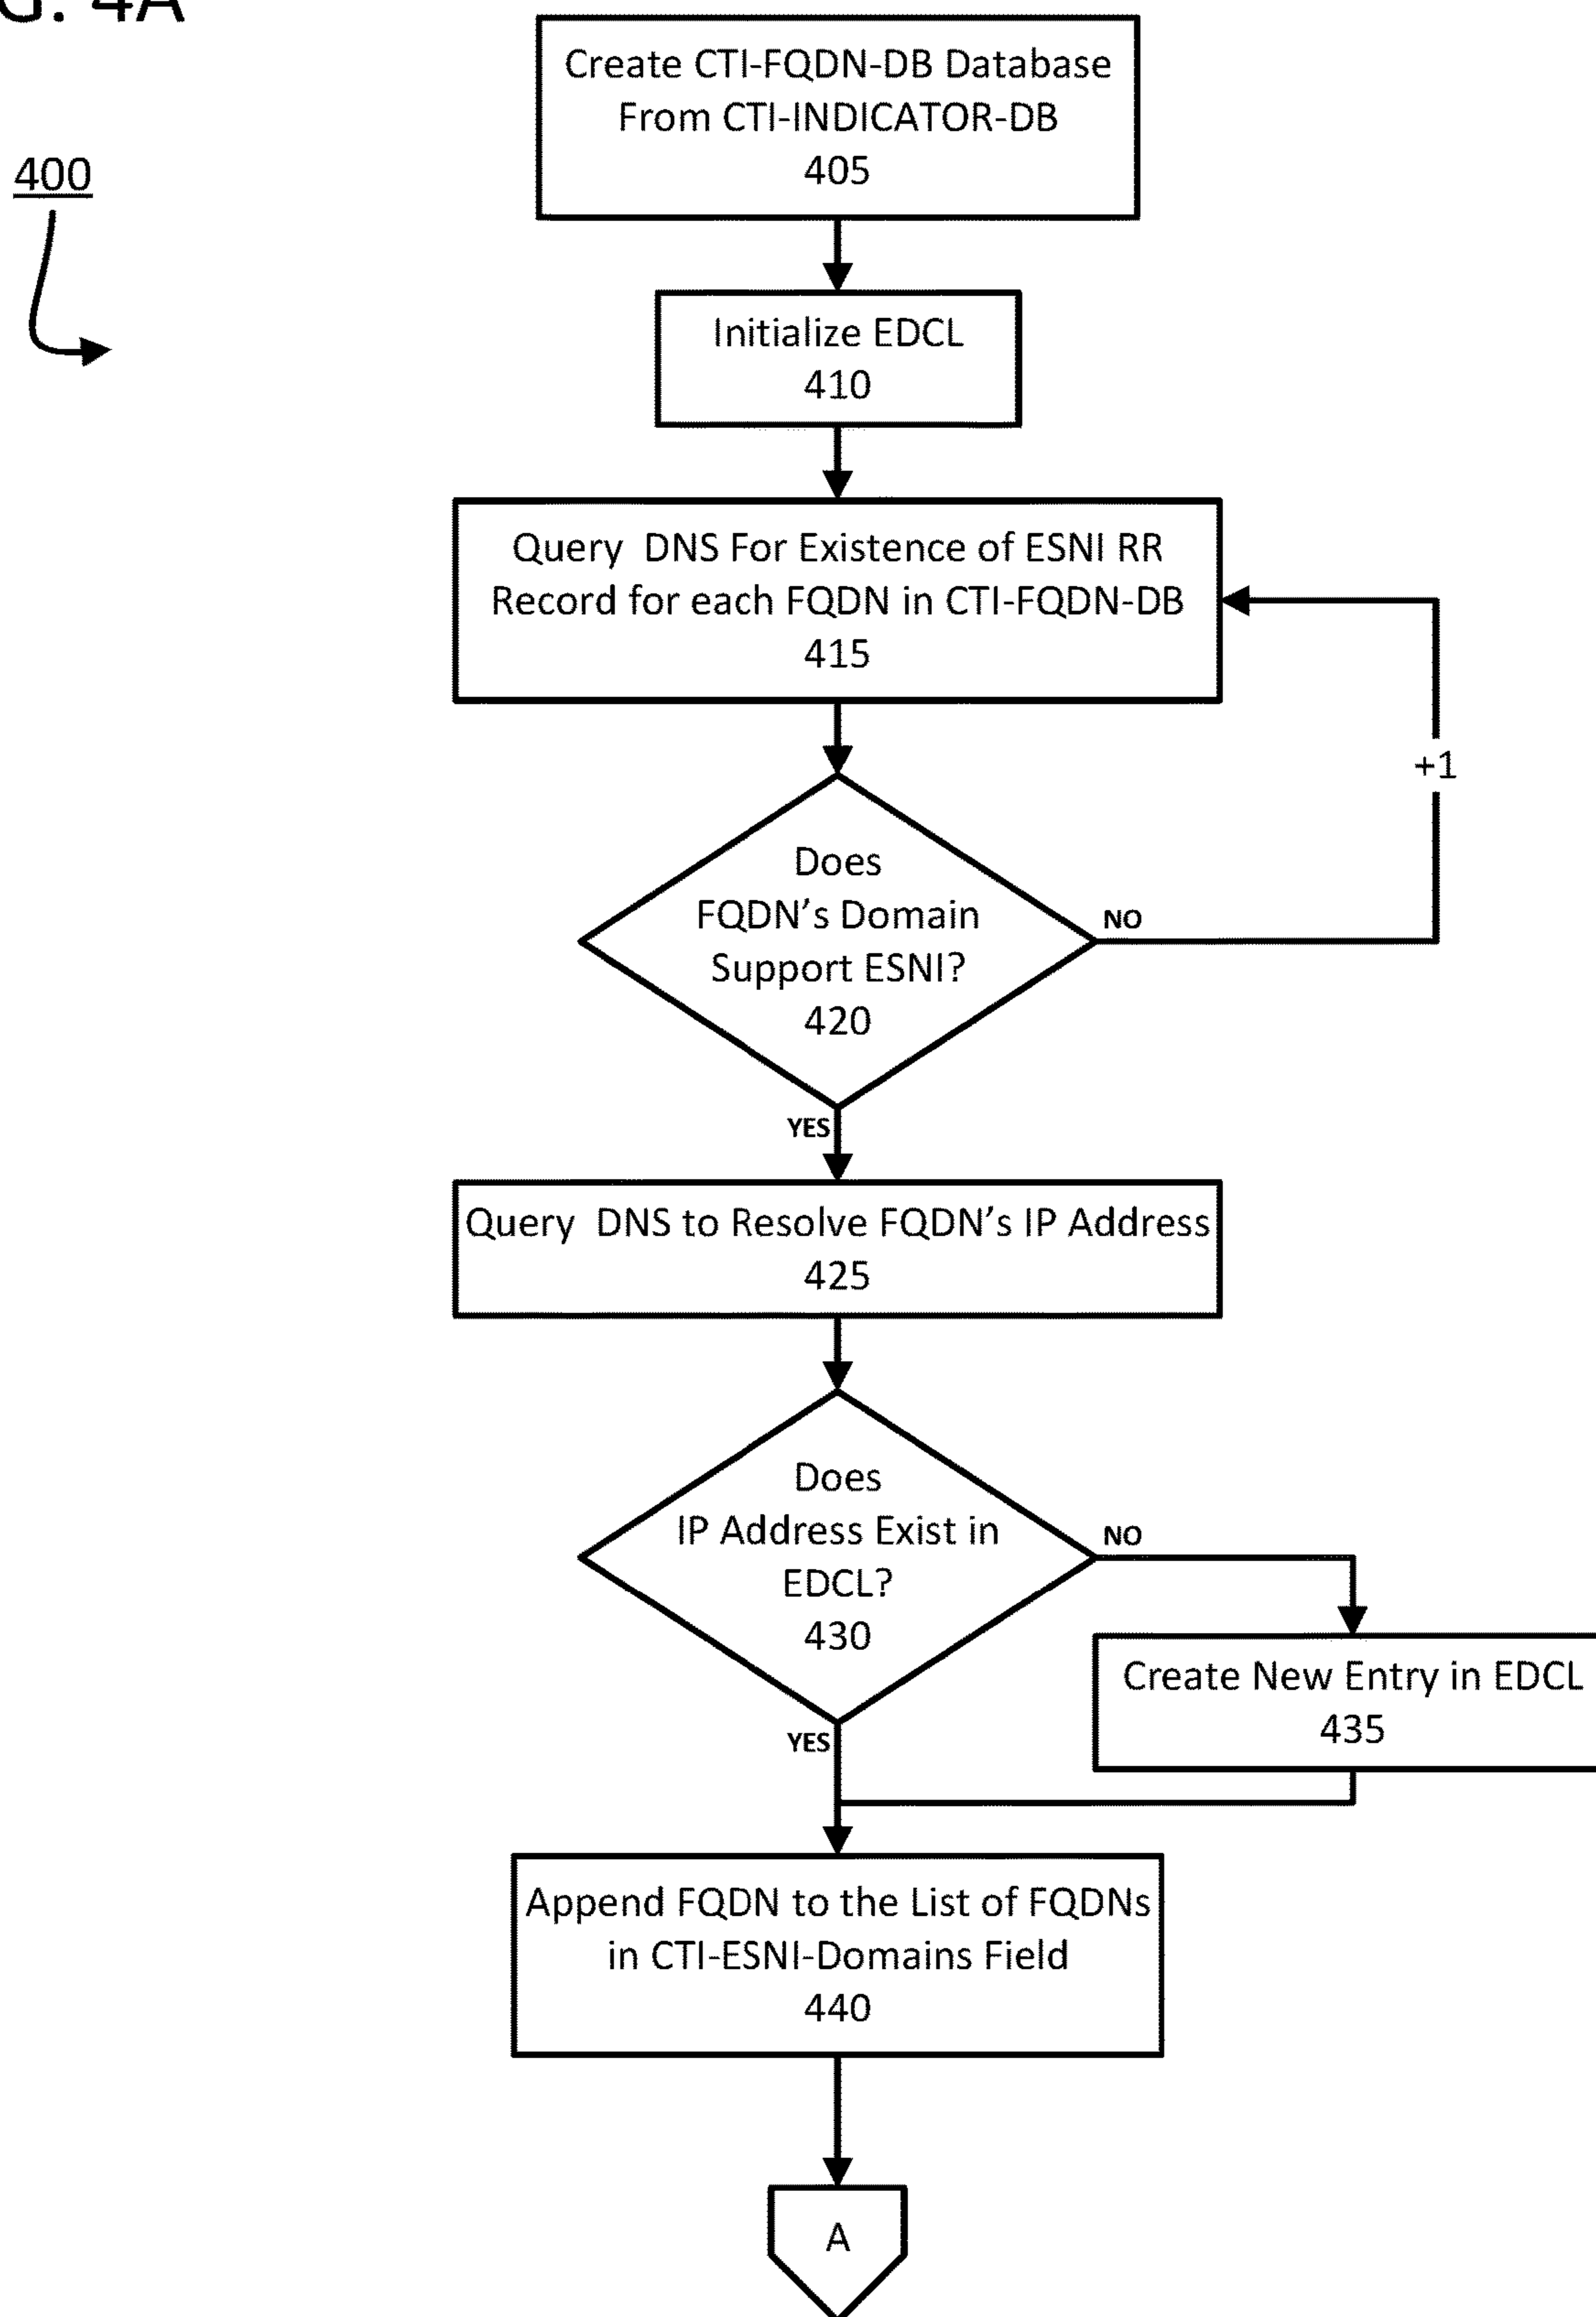 G. 4A
400
Create CTI-FQDN-DB Database
From CTI-INDICATOR-DB
405
Initialize EDCL
410
Query DNS For Existence of ESNI RR
Record for each FQDN in CTI-FQDN-DB
415
+1
Does
FQDN's Domain
Support ESNI?
420
NO
YES
Query DNS to Resolve FQDN's IP Address
425
Does
IP Address Exist in
EDCL?
430
NO
YES
Create New Entry in EDCL
435
Append FQDN to the List of FQDNs
in CTI-ESNI-Domains Field
440
A